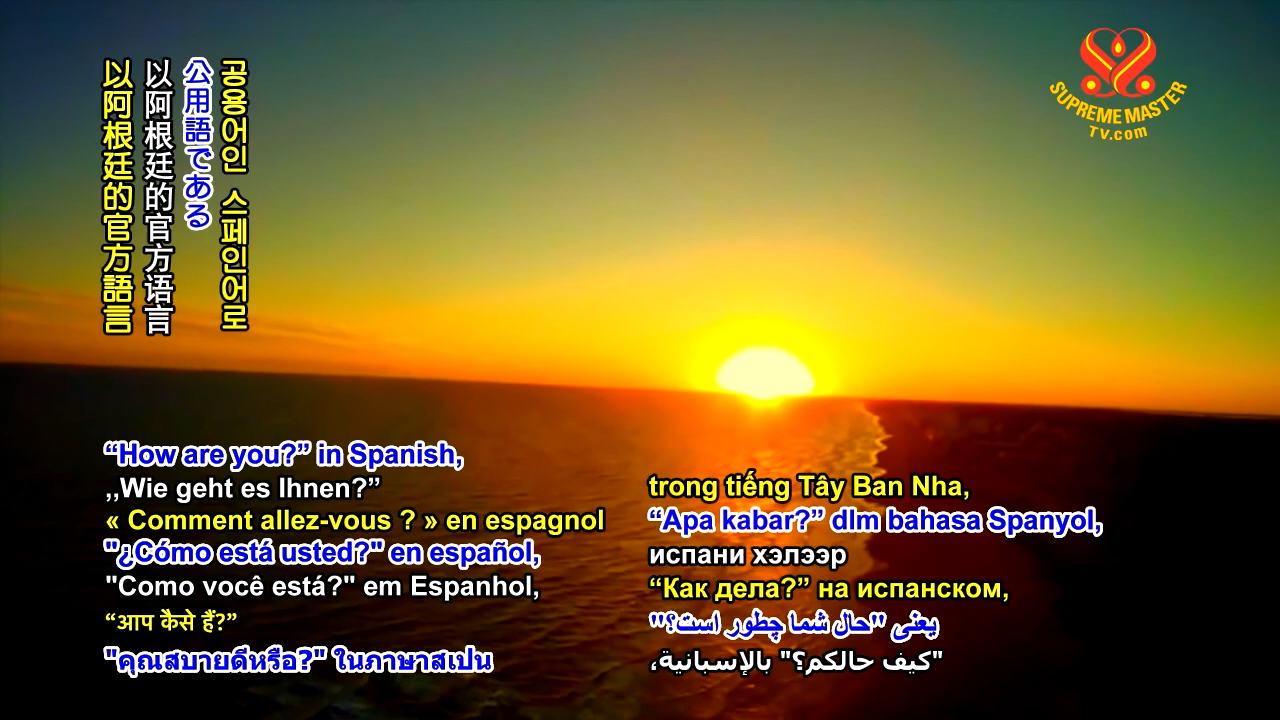 以阿根廷的官方語言
以阿根廷的官方语言
公用語である
공용어인 스페인어로
SUPREME MASTER
TV.com
“How are you?” in Spanish,
,,Wie geht es Ihnen?”
« Comment allez-vous ? » en espagnol
"¿Cómo está usted?" en español,
"Como você está?" em Espanhol,
“आप कैसे हैं?”
"คุณสบายดีหรือ?" ในภาษาสเปน
trong tiếng Tây Ban Nha,
“Apa kabar?” dlm bahasa Spanyol,
испани хэлээр
“Как дела?” на испанском,
یعنی "حال شما چطور است؟"
"كيف حالكم؟" بالإسبانية،